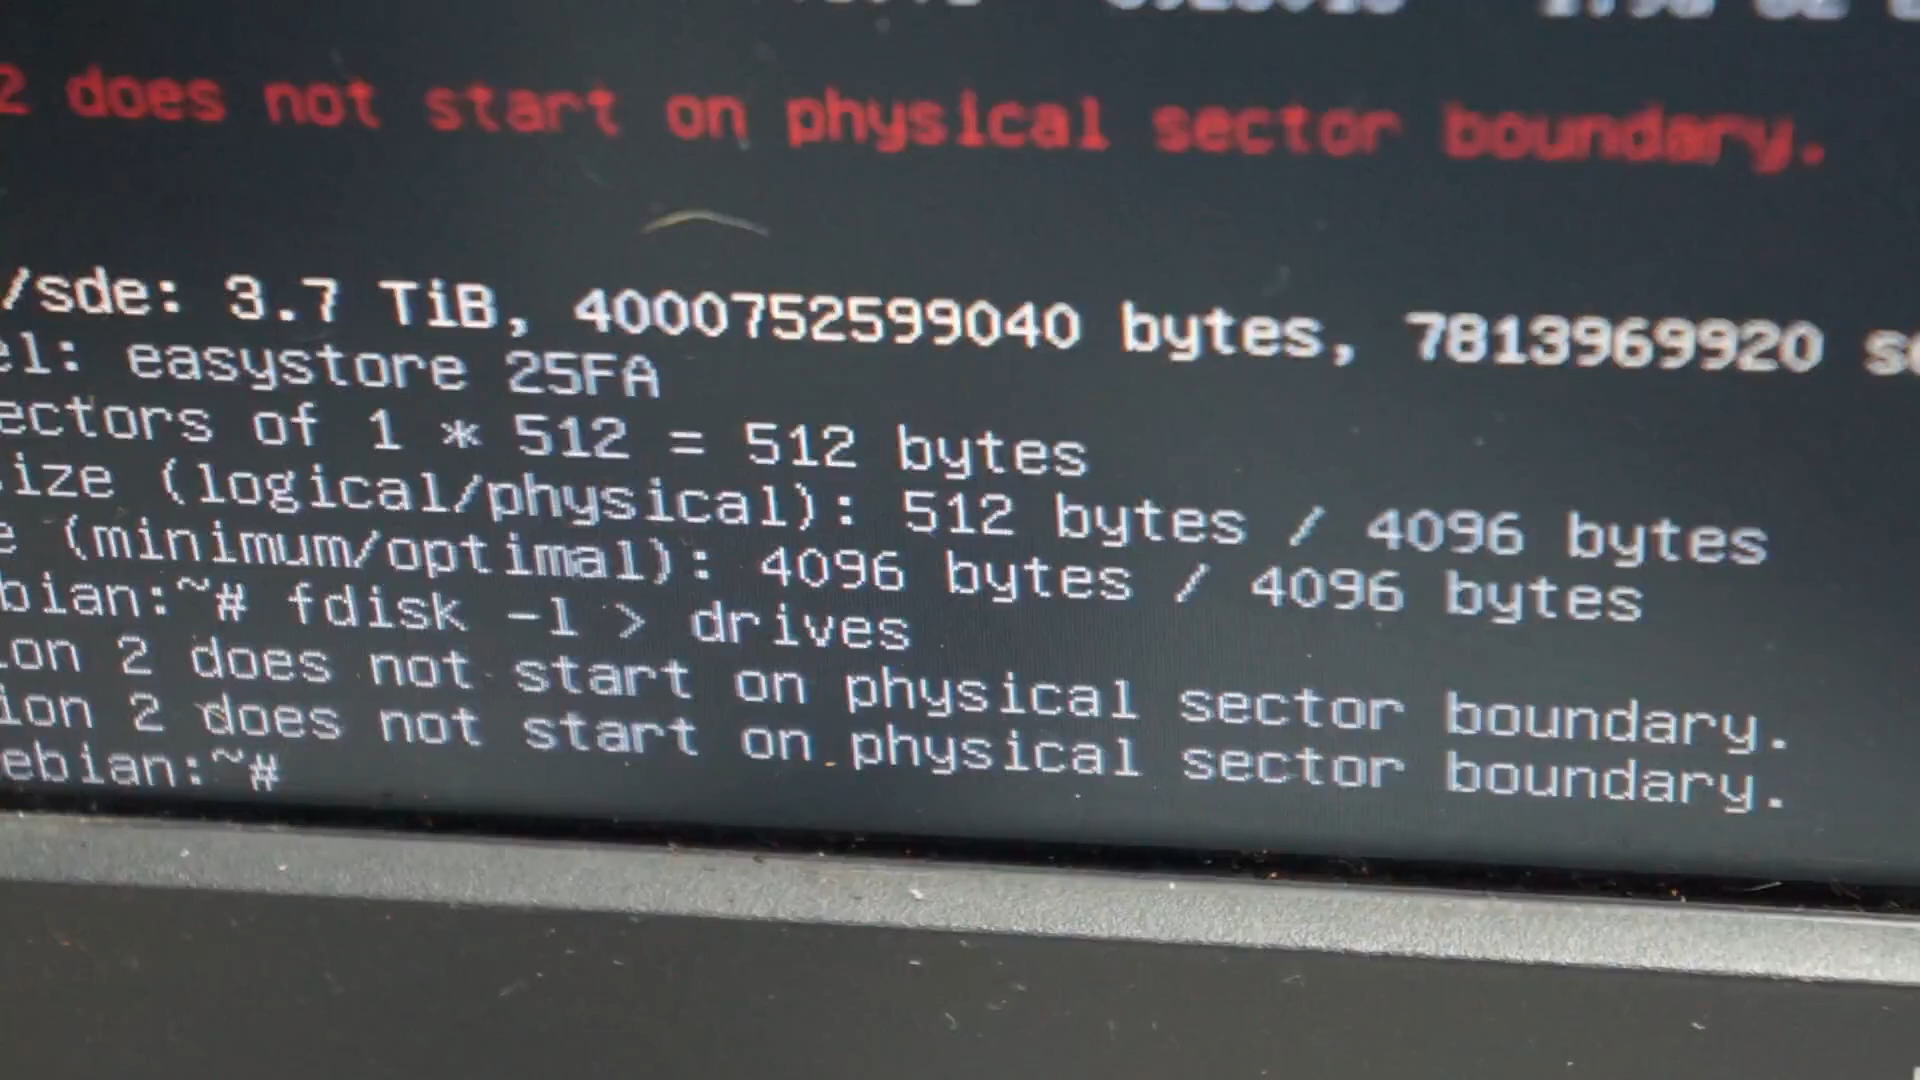 2 does not start on physical sector boundary.
/sde: 3.7 TiB, 4000752599040 bytes, 7813969920 se
el: easystore 25FA
ectors of 1 * 512 = 512 bytes
ize (logical/physical): 512 bytes / 4096 bytes
e (minimum/optimal): 4096 bytes / 4096 bytes
bian:~# fdisk -l > drives
ion 2 does not start on physical sector boundary.
ion 2 does not start on physical sector boundary.
ebian:~#